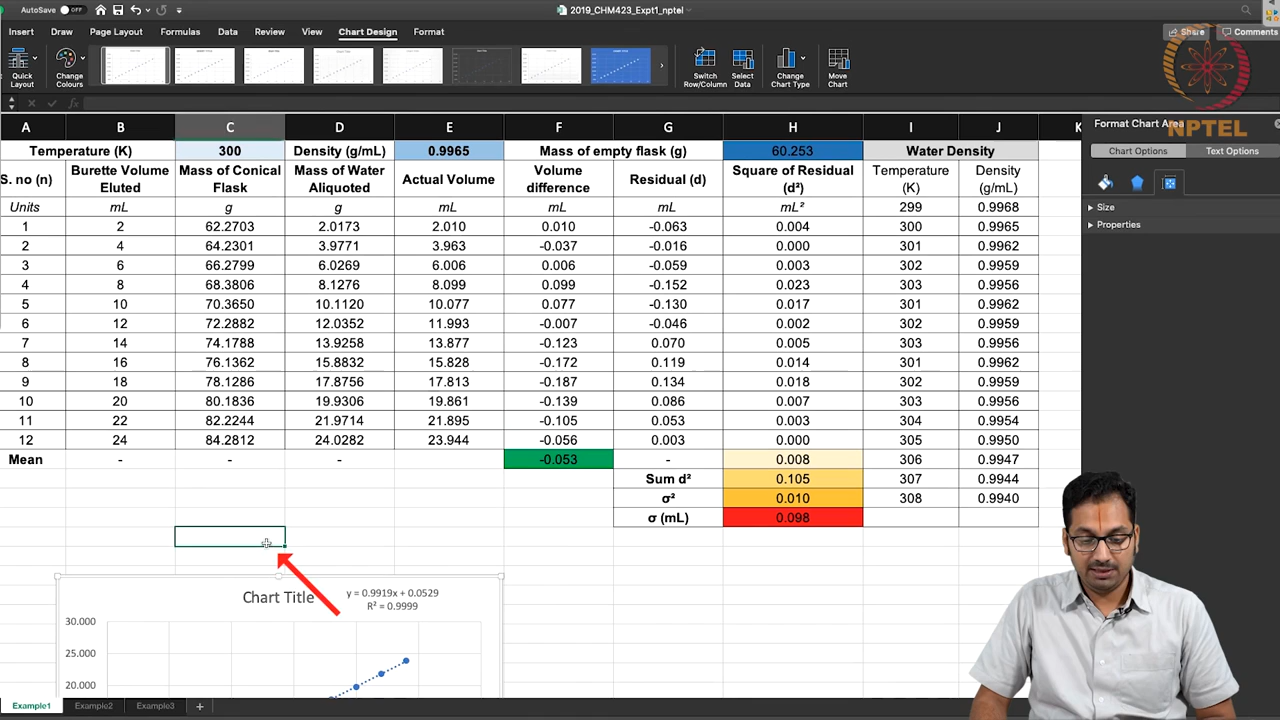 AutoSave OFF 2019_CHM423_Expt1_nptel
Insert Draw Page Layout Formulas Data Review View Chart Design Format Share Comments
Quick Layout Change Colours Switch Row/Column Select Data Change Chart Type Move Chart
NPTEL
fx
A B C D E F G H I J K Format Chart Area
Temperature (K) 300 Density (g/mL) 0.9965 Mass of empty flask (g) 60.253 Water Density Chart Options Text Options
S. no (n) Burette Volume Eluted Mass of Conical Flask Mass of Water Aliquoted Actual Volume Volume difference Residual (d) Square of Residual (d²) Temperature (K) Density (g/mL)
Units mL g g mL mL mL mL² 299 0.9968 Size
1 2 62.2703 2.0173 2.010 0.010 -0.063 0.004 300 0.9965 Properties
2 4 64.2301 3.9771 3.963 -0.037 -0.016 0.000 301 0.9962
3 6 66.2799 6.0269 6.006 0.006 -0.059 0.003 302 0.9959
4 8 68.3806 8.1276 8.099 0.099 -0.152 0.023 303 0.9956
5 10 70.3650 10.1120 10.077 0.077 -0.130 0.017 301 0.9962
6 12 72.2882 12.0352 11.993 -0.007 -0.046 0.002 302 0.9959
7 14 74.1788 13.9258 13.877 -0.123 0.070 0.005 303 0.9956
8 16 76.1362 15.8832 15.828 -0.172 0.119 0.014 301 0.9962
9 18 78.1286 17.8756 17.813 -0.187 0.134 0.018 302 0.9959
10 20 80.1836 19.9306 19.861 -0.139 0.086 0.007 303 0.9956
11 22 82.2244 21.9714 21.895 -0.105 0.053 0.003 304 0.9954
12 24 84.2812 24.0282 23.944 -0.056 0.003 0.000 305 0.9950
Mean - - - -0.053 - 0.008 306 0.9947
Sum d² 0.105 307 0.9944
σ² 0.010 308 0.9940
σ (mL) 0.098
Chart Title y = 0.9919x + 0.0529
R² = 0.9999
30.000
25.000
20.000
Example1 Example2 Example3 +